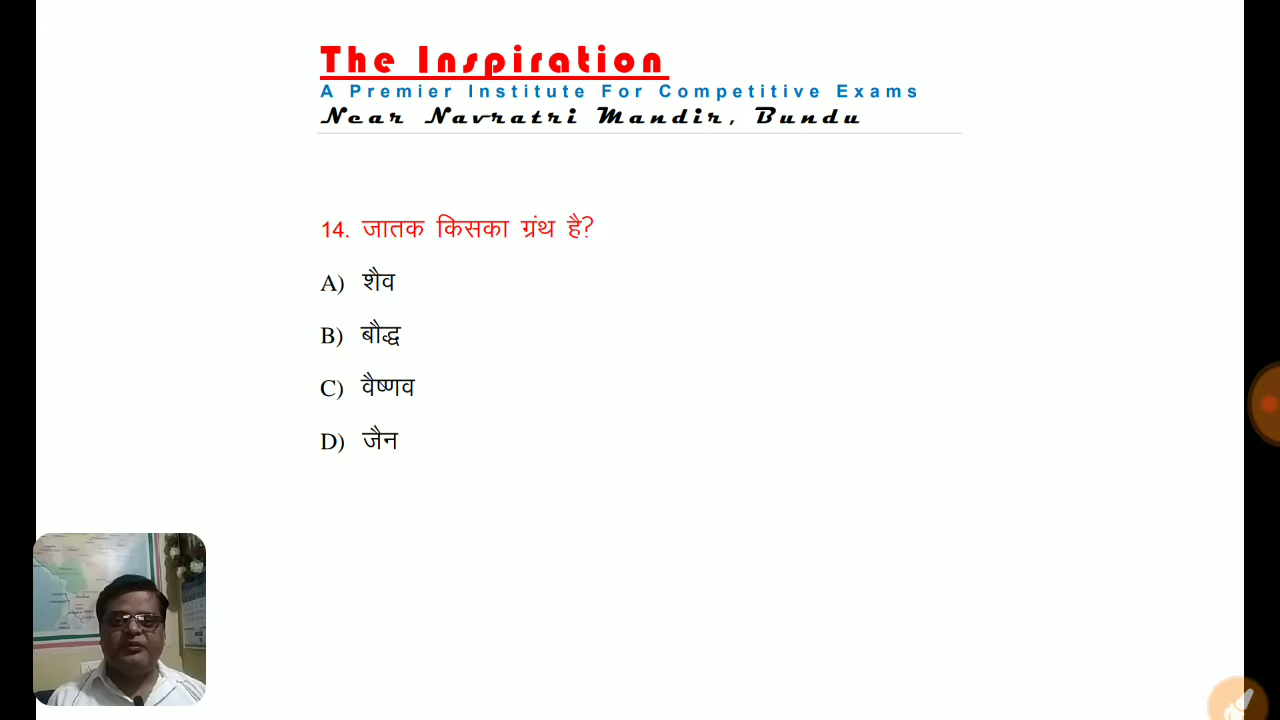 The Inspiration
A Premier Institute For Competitive Exams
Near Navratri Mandir, Bundu
14. जातक किसका ग्रंथ है?
A) शैव
B) बौद्ध
C) वैष्णव
D) जैन